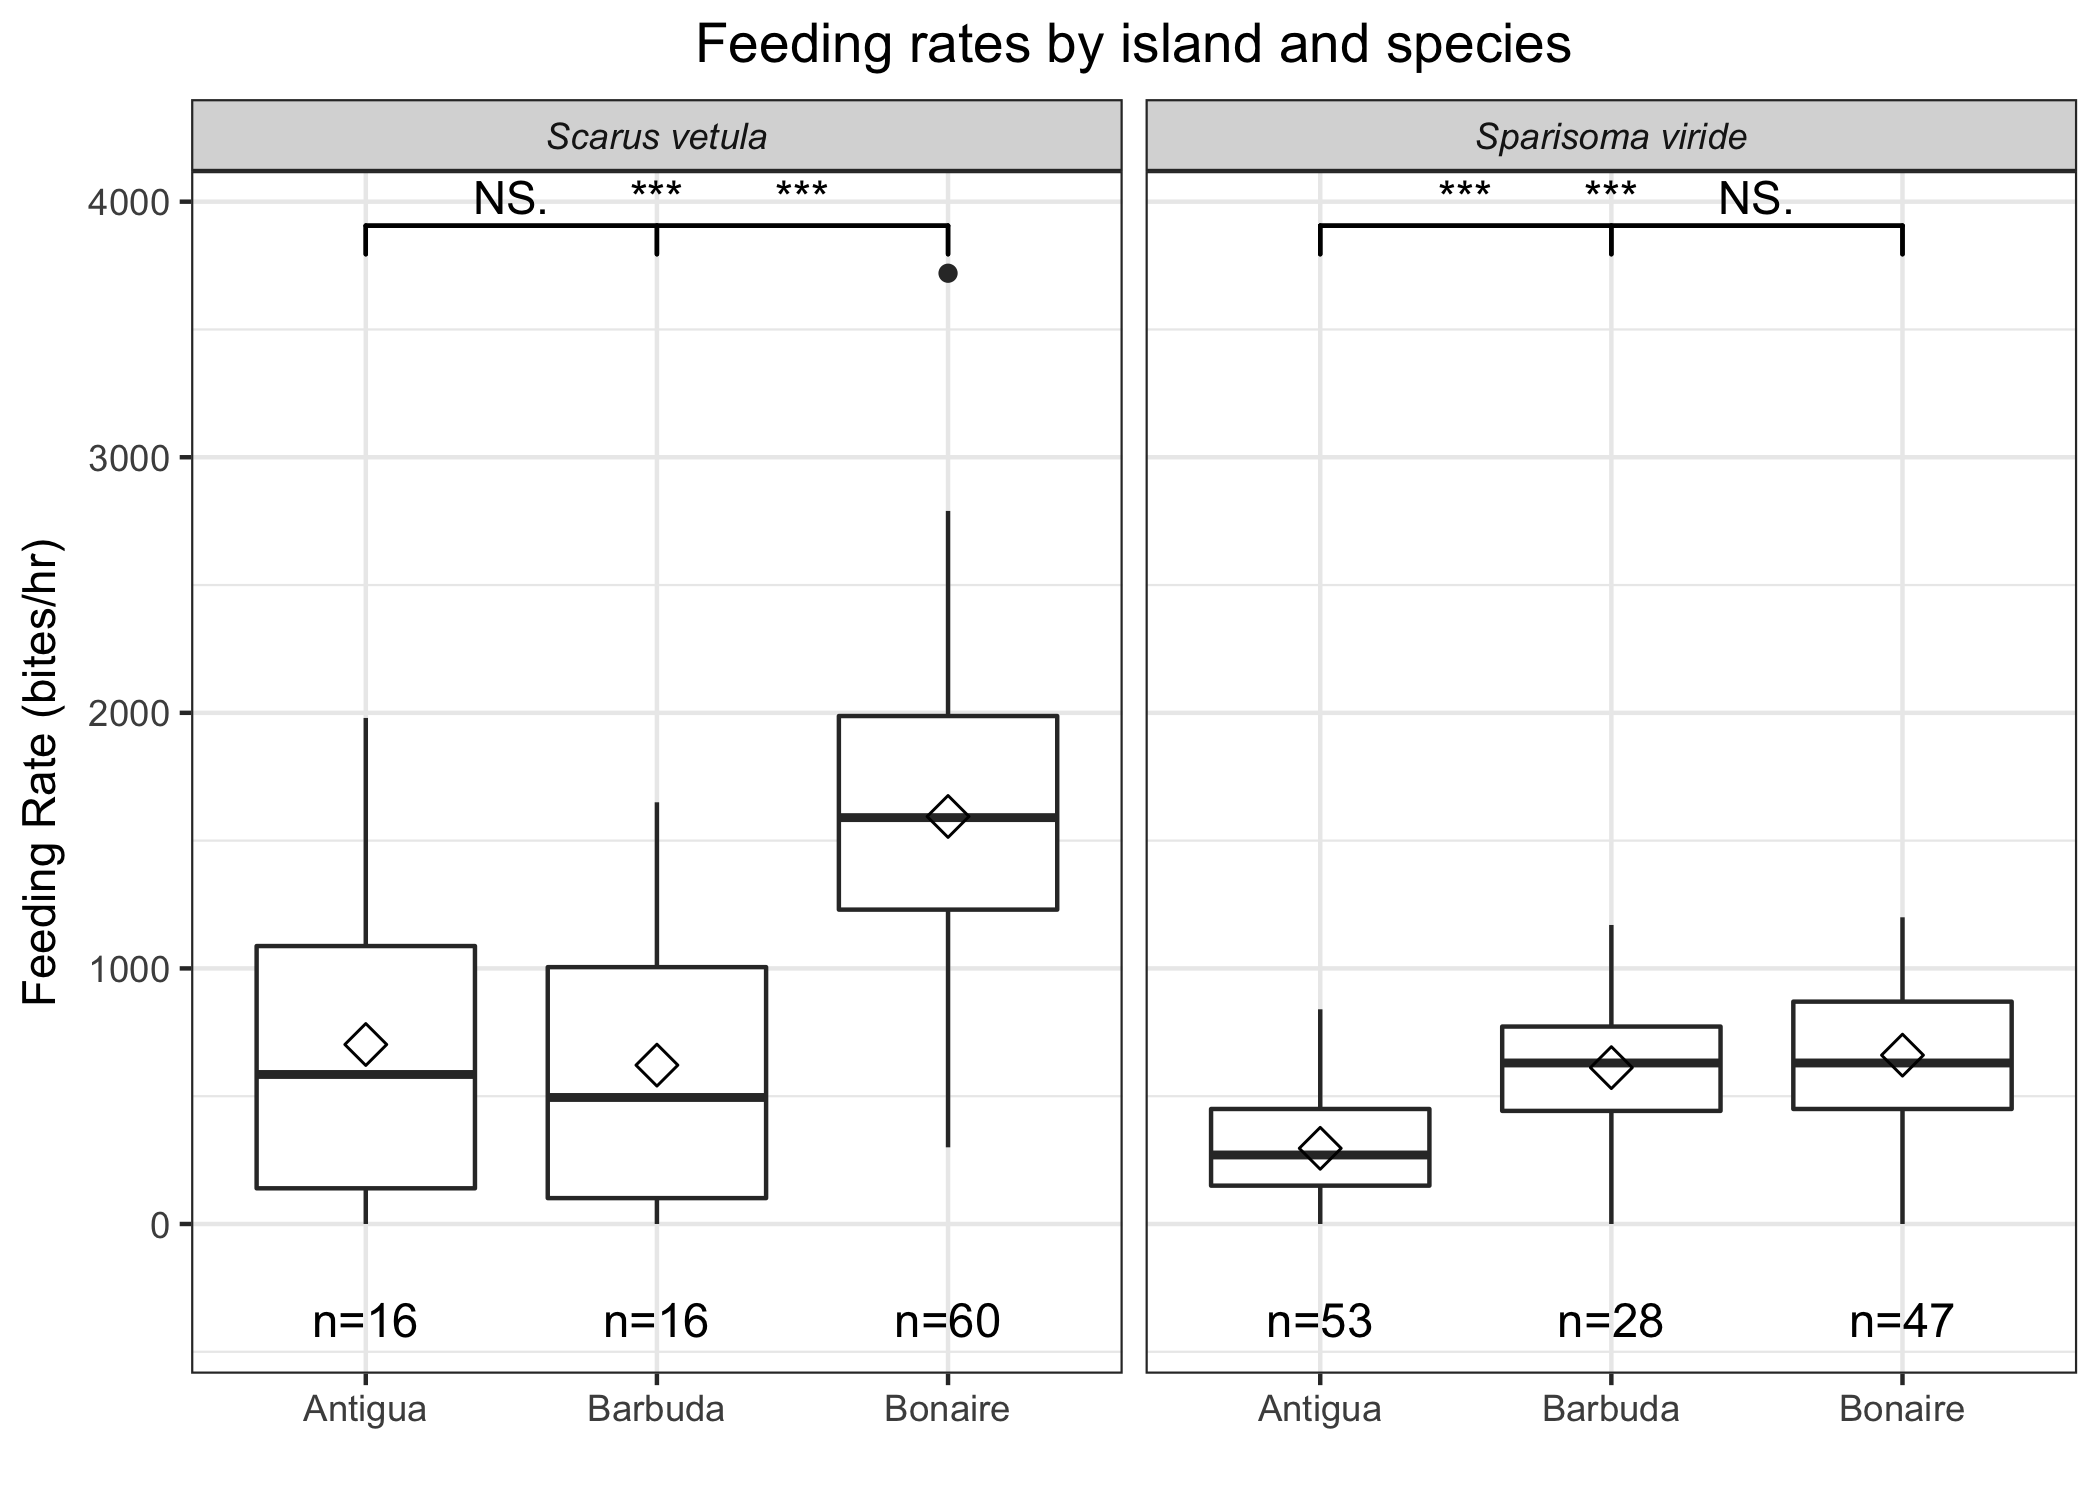 Feeding rates by island and species
Scarus vetula
Sparisoma viride
NS. *** ***
*** *** NS.
Feeding Rate (bites/hr)
4000
3000
2000
1000
0
n=16 n=16 n=60
n=53 n=28 n=47
Antigua Barbuda Bonaire
Antigua Barbuda Bonaire